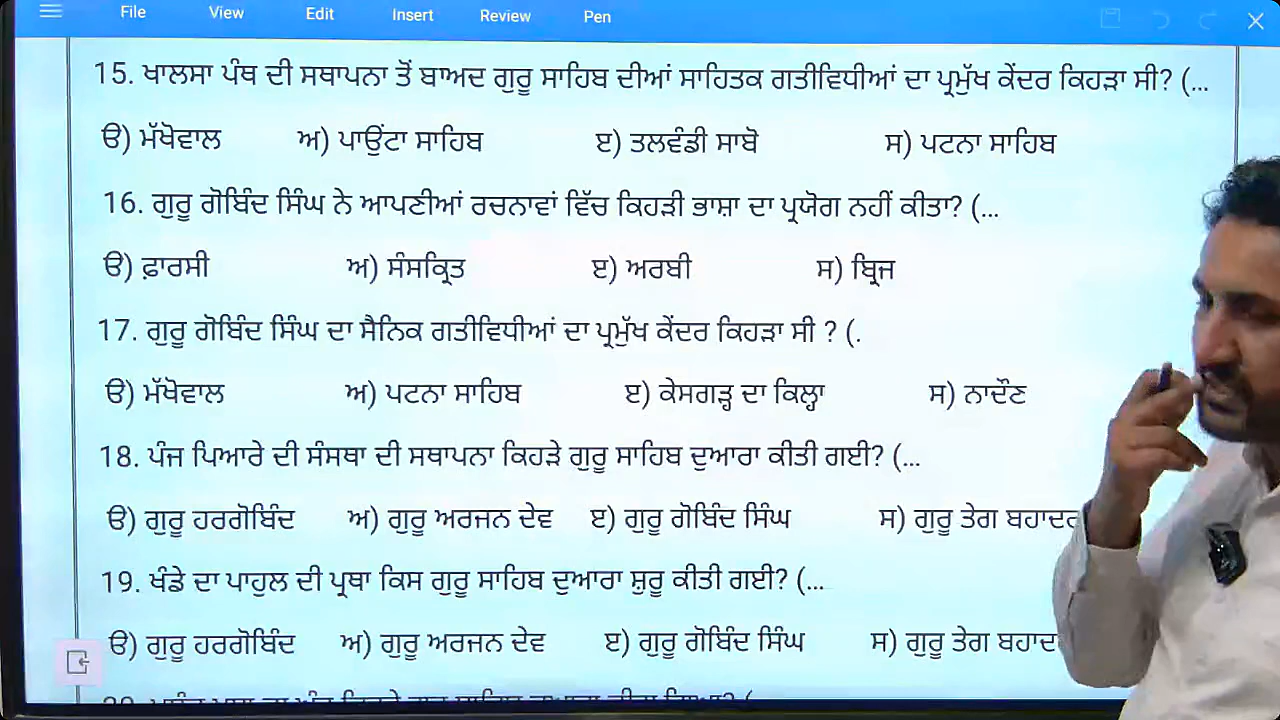 File View Edit Insert Review Pen
15. ਖਾਲਸਾ ਪੰਥ ਦੀ ਸਥਾਪਨਾ ਤੋਂ ਬਾਅਦ ਗੁਰੂ ਸਾਹਿਬ ਦੀਆਂ ਸਾਹਿਤਕ ਗਤੀਵਿਧੀਆਂ ਦਾ ਪ੍ਰਮੁੱਖ ਕੇਂਦਰ ਕਿਹੜਾ ਸੀ? (...
ੳ) ਮੱਖੋਵਾਲ ਅ) ਪਾਉਂਟਾ ਸਾਹਿਬ ੲ) ਤਲਵੰਡੀ ਸਾਬੋ ਸ) ਪਟਨਾ ਸਾਹਿਬ
16. ਗੁਰੂ ਗੋਬਿੰਦ ਸਿੰਘ ਨੇ ਆਪਣੀਆਂ ਰਚਨਾਵਾਂ ਵਿੱਚ ਕਿਹੜੀ ਭਾਸ਼ਾ ਦਾ ਪ੍ਰਯੋਗ ਨਹੀਂ ਕੀਤਾ? (...
ੳ) ਫ਼ਾਰਸੀ ਅ) ਸੰਸਕ੍ਰਿਤ ੲ) ਅਰਬੀ ਸ) ਬ੍ਰਿਜ
17. ਗੁਰੂ ਗੋਬਿੰਦ ਸਿੰਘ ਦਾ ਸੈਨਿਕ ਗਤੀਵਿਧੀਆਂ ਦਾ ਪ੍ਰਮੁੱਖ ਕੇਂਦਰ ਕਿਹੜਾ ਸੀ ? (.
ੳ) ਮੱਖੋਵਾਲ ਅ) ਪਟਨਾ ਸਾਹਿਬ ੲ) ਕੇਸਗੜ੍ਹ ਦਾ ਕਿਲ੍ਹਾ ਸ) ਨਾਦੌਣ
18. ਪੰਜ ਪਿਆਰੇ ਦੀ ਸੰਸਥਾ ਦੀ ਸਥਾਪਨਾ ਕਿਹੜੇ ਗੁਰੂ ਸਾਹਿਬ ਦੁਆਰਾ ਕੀਤੀ ਗਈ? (...
ੳ) ਗੁਰੂ ਹਰਗੋਬਿੰਦ ਅ) ਗੁਰੂ ਅਰਜਨ ਦੇਵ ੲ) ਗੁਰੂ ਗੋਬਿੰਦ ਸਿੰਘ ਸ) ਗੁਰੂ ਤੇਗ ਬਹਾਦਰ
19. ਖੰਡੇ ਦਾ ਪਾਹੁਲ ਦੀ ਪ੍ਰਥਾ ਕਿਸ ਗੁਰੂ ਸਾਹਿਬ ਦੁਆਰਾ ਸ਼ੁਰੂ ਕੀਤੀ ਗਈ? (...
ੳ) ਗੁਰੂ ਹਰਗੋਬਿੰਦ ਅ) ਗੁਰੂ ਅਰਜਨ ਦੇਵ ੲ) ਗੁਰੂ ਗੋਬਿੰਦ ਸਿੰਘ ਸ) ਗੁਰੂ ਤੇਗ ਬਹਾਦ